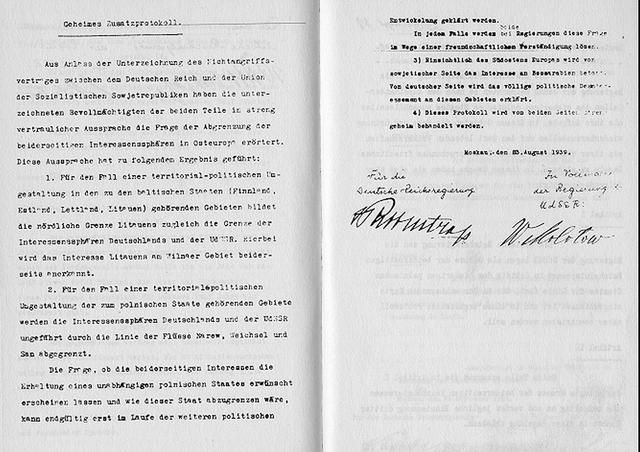 Geheimes Zusatzprotokoll.
Aus Anlass der Unterzeichnung des Nichtangriffs-
vertrages zwischen dem Deutschen Reich und der Union
der Sozialistischen Sowjetrepubliken haben die unter-
zeichneten Bevollmächtigten der beiden Teile in streng
vertraulicher Aussprache die Frage der Abgrenzung der
beiderseitigen Interessensphären in Osteuropa erörtert.
Diese Aussprache hat zu folgendem Ergebnis geführt:
1. Für den Fall einer territorial-politischen Um-
gestaltung in den zu den baltischen Staaten (Finnland,
Estland, Lettland, Litauen) gehörenden Gebieten bildet
die nördliche Grenze Litauens zugleich die Grenze der
Interessensphären Deutschlands und der UdSSR. Hierbei
wird das Interesse Litauens am Wilnaer Gebiet beider-
seits anerkannt.
2. Für den Fall einer territorial-politischen
Umgestaltung der zum polnischen Staate gehörenden Gebiete
werden die Interessensphären Deutschlands und der UdSSR
ungefähr durch die Linie der Flüsse Narew, Weichsel und
San abgegrenzt.
Die Frage, ob die beiderseitigen Interessen die
Erhaltung eines unabhängigen polnischen Staates erwünscht
erscheinen lassen und wie dieser Staat abzugrenzen wäre,
kann endgültig erst im Laufe der weiteren politischen
Entwickelung geklärt werden.
In jedem Falle werden beide Regierungen diese Frage
im Wege einer freundschaftlichen Verständigung lösen.
3) Hinsichtlich des Südostens Europas wird von
sowjetischer Seite das Interesse an Bessarabien betont.
Von deutscher Seite wird das völlige politische Desinte-
essement an diesen Gebieten erklärt.
4) Dieses Protokoll wird von beiden Seiten streng
geheim behandelt werden.
Moskau, den 23. August 1939.
Für die
Deutsche Reichsregierung
In Vollmacht
der Regierung
UdSSR:
W. Molotow